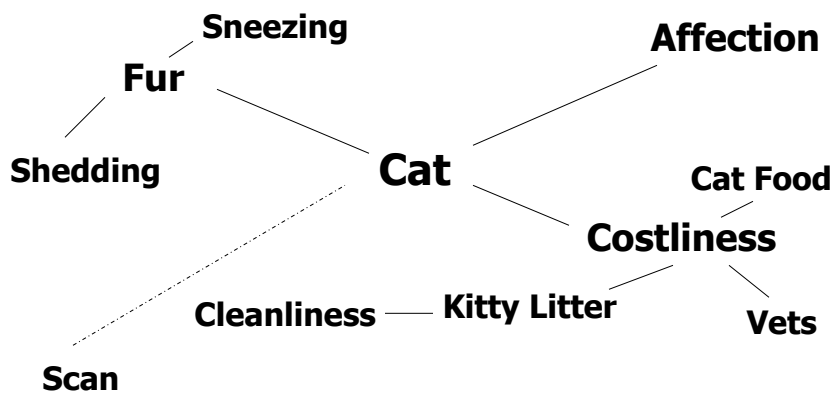 Sneezing
Affection
Fur
Shedding
Cat
Cat Food
Costliness
Cleanliness
Kitty Litter
Vets
Scan